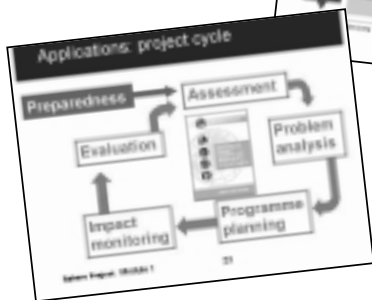 Applications: project cycle
Preparedness
Assessment
Problem
analysis
Programme
planning
Impact
monitoring
Evaluation
21